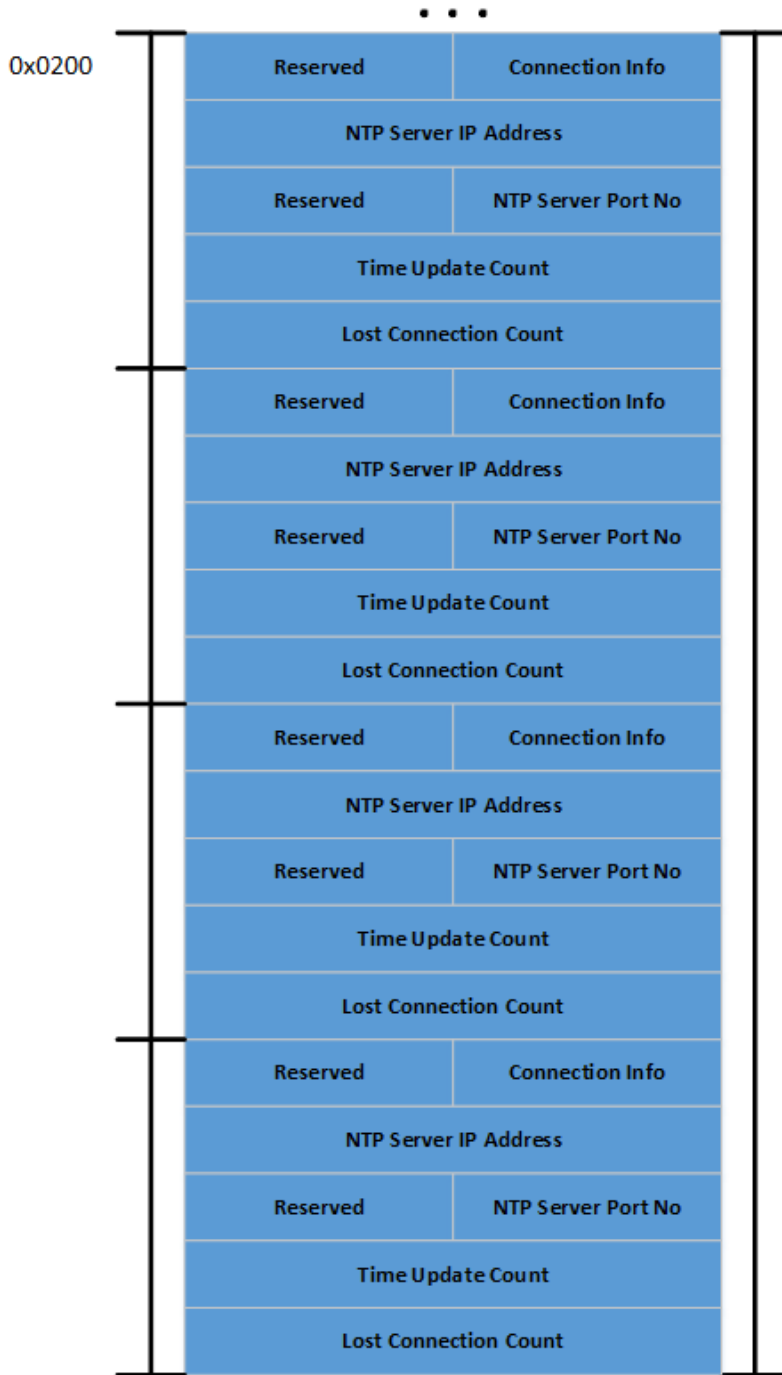 . . .
0x0200
Reserved Connection Info
NTP Server IP Address
Reserved NTP Server Port No
Time Update Count
Lost Connection Count
Reserved Connection Info
NTP Server IP Address
Reserved NTP Server Port No
Time Update Count
Lost Connection Count
Reserved Connection Info
NTP Server IP Address
Reserved NTP Server Port No
Time Update Count
Lost Connection Count
Reserved Connection Info
NTP Server IP Address
Reserved NTP Server Port No
Time Update Count
Lost Connection Count